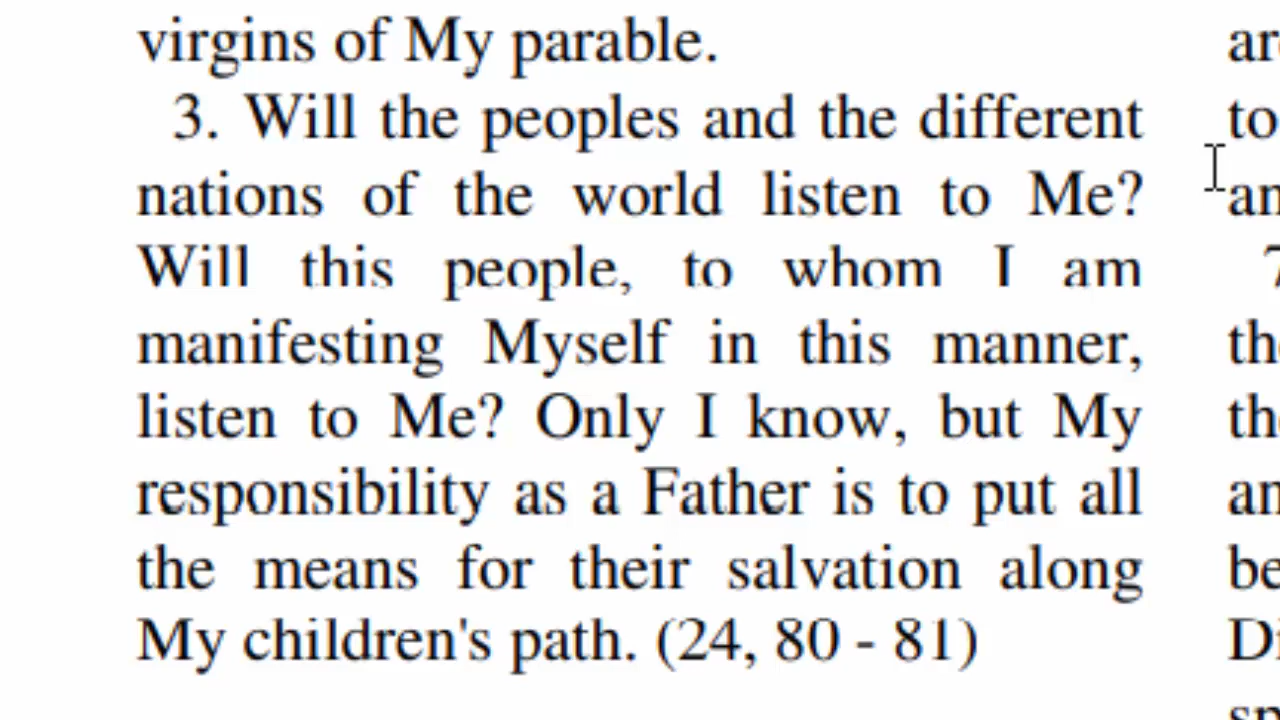 virgins of My parable.
3. Will the peoples and the different
nations of the world listen to Me?
Will this people, to whom I am
manifesting Myself in this manner,
listen to Me? Only I know, but My
responsibility as a Father is to put all
the means for their salvation along
My children's path. (24, 80 - 81)
to